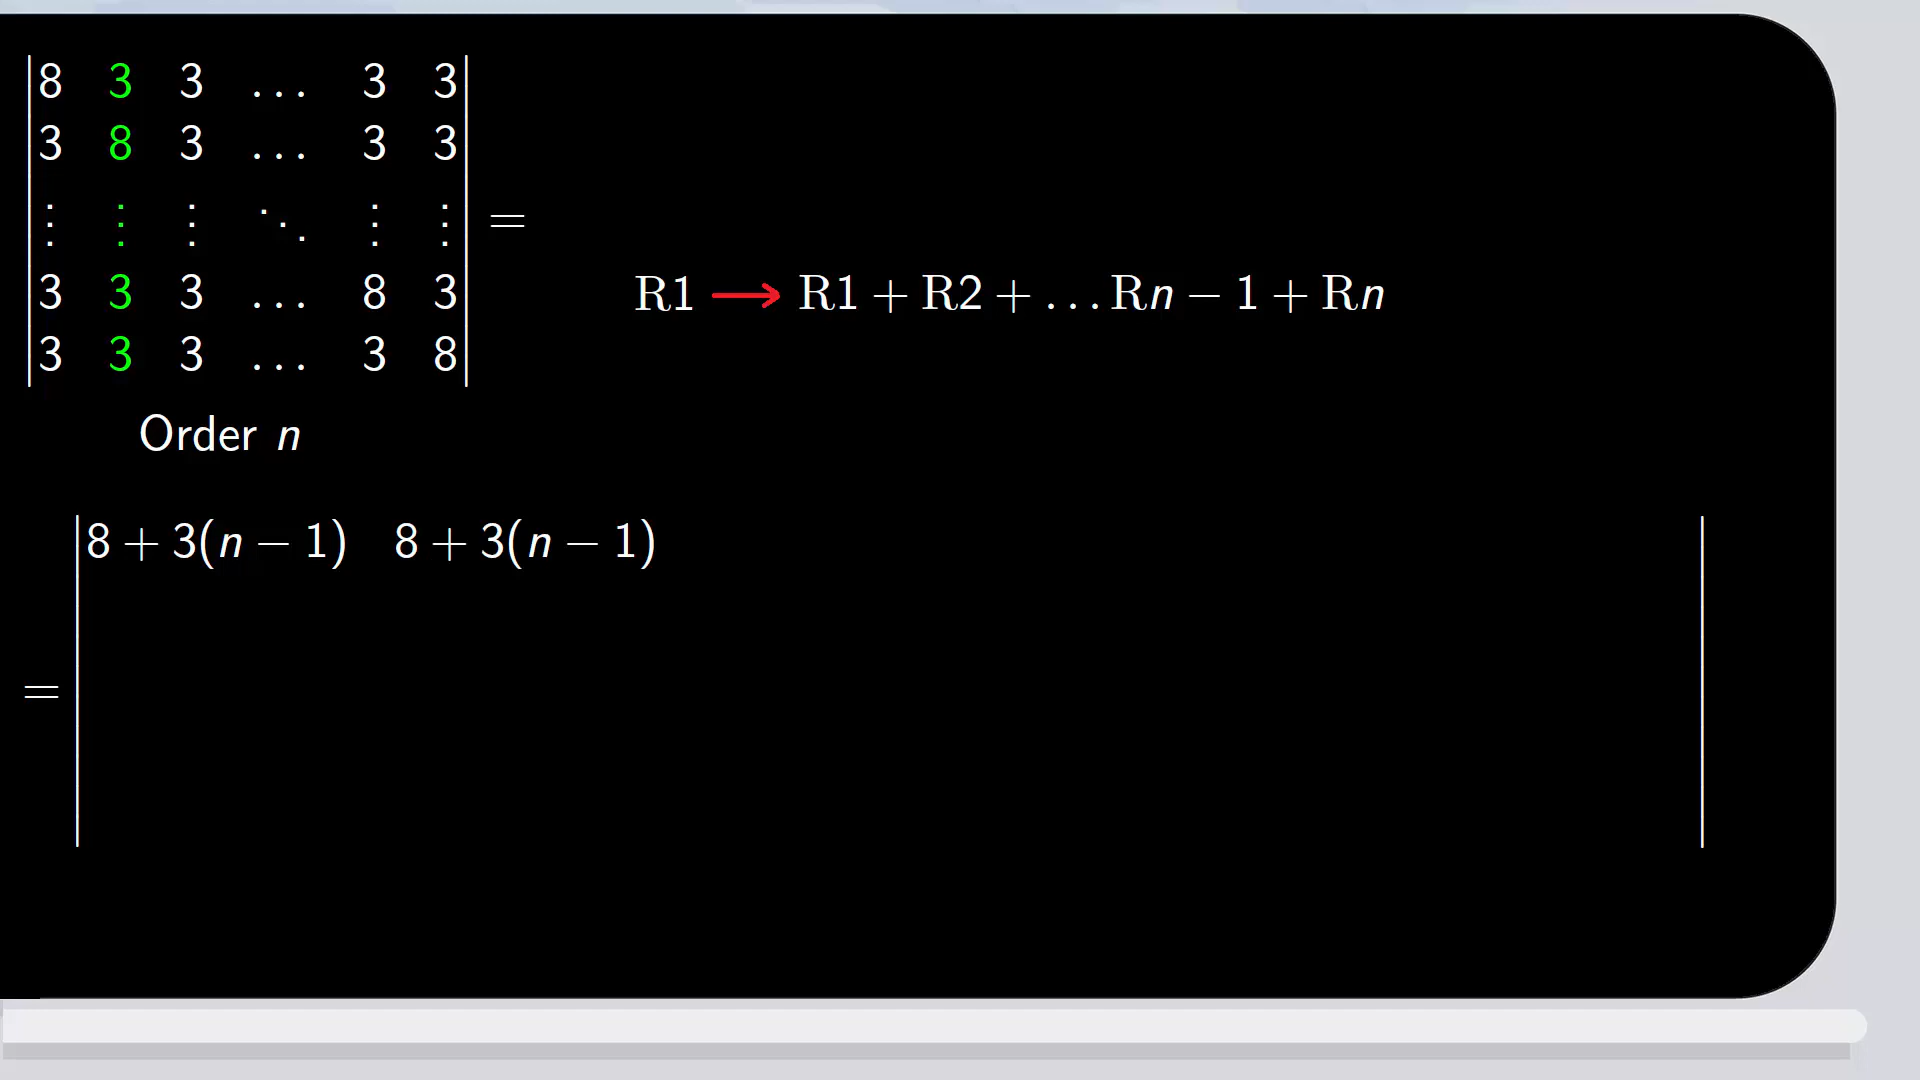 8 3 3 ... 3 3
3 8 3 ... 3 3
⋮ ⋮ ⋮ ⋱ ⋮ ⋮ =
3 3 3 ... 8 3
3 3 3 ... 3 8
R1 → R1 + R2 + ... Rn − 1 + Rn
Order n
8 + 3(n − 1) 8 + 3(n − 1)
=